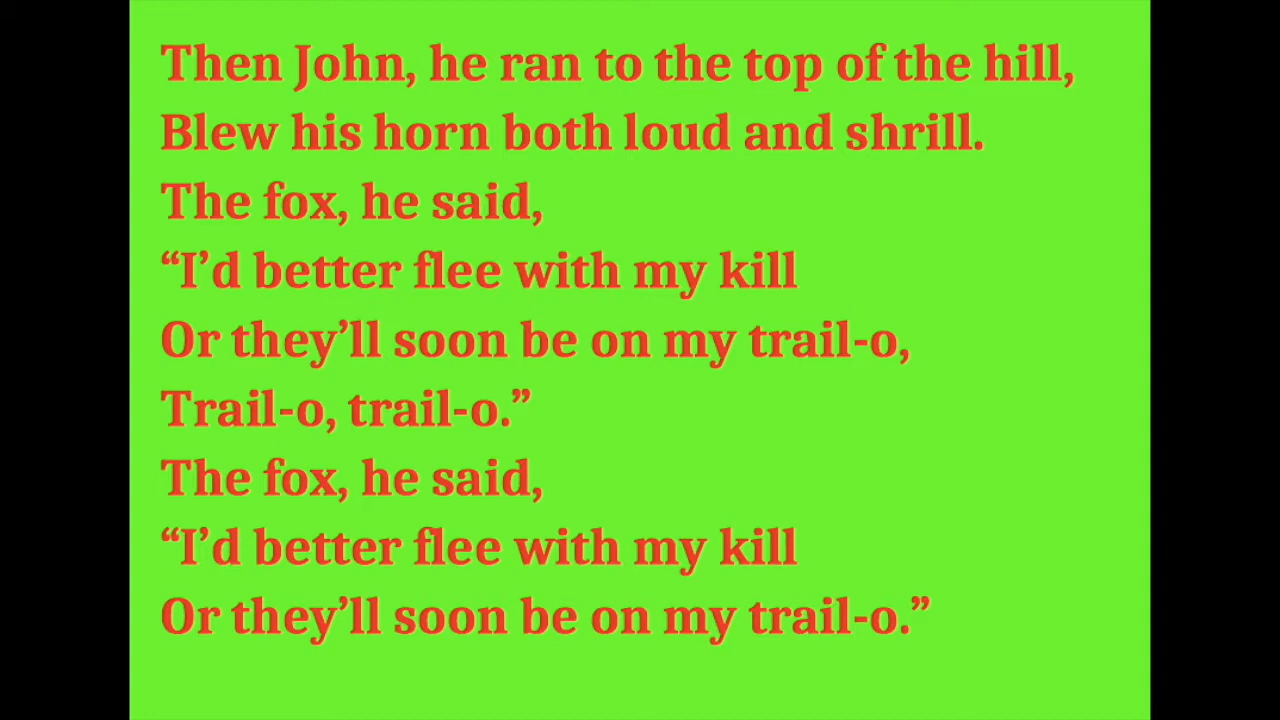 Then John, he ran to the top of the hill,
Blew his horn both loud and shrill.
The fox, he said,
“I’d better flee with my kill
Or they’ll soon be on my trail-o,
Trail-o, trail-o.”
The fox, he said,
“I’d better flee with my kill
Or they’ll soon be on my trail-o.”